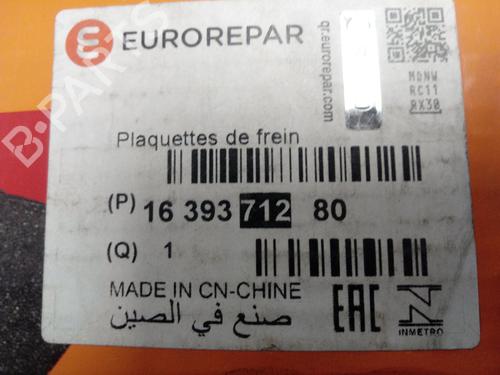 EUROREPAR
qr.eurorepar.com
MDNW
RC11
RX30
Plaquettes de frein
(P) 16 393 712 80
(Q) 1
MADE IN CN-CHINE
صنع في الصين
EAC
INMETRO
B-PARTS